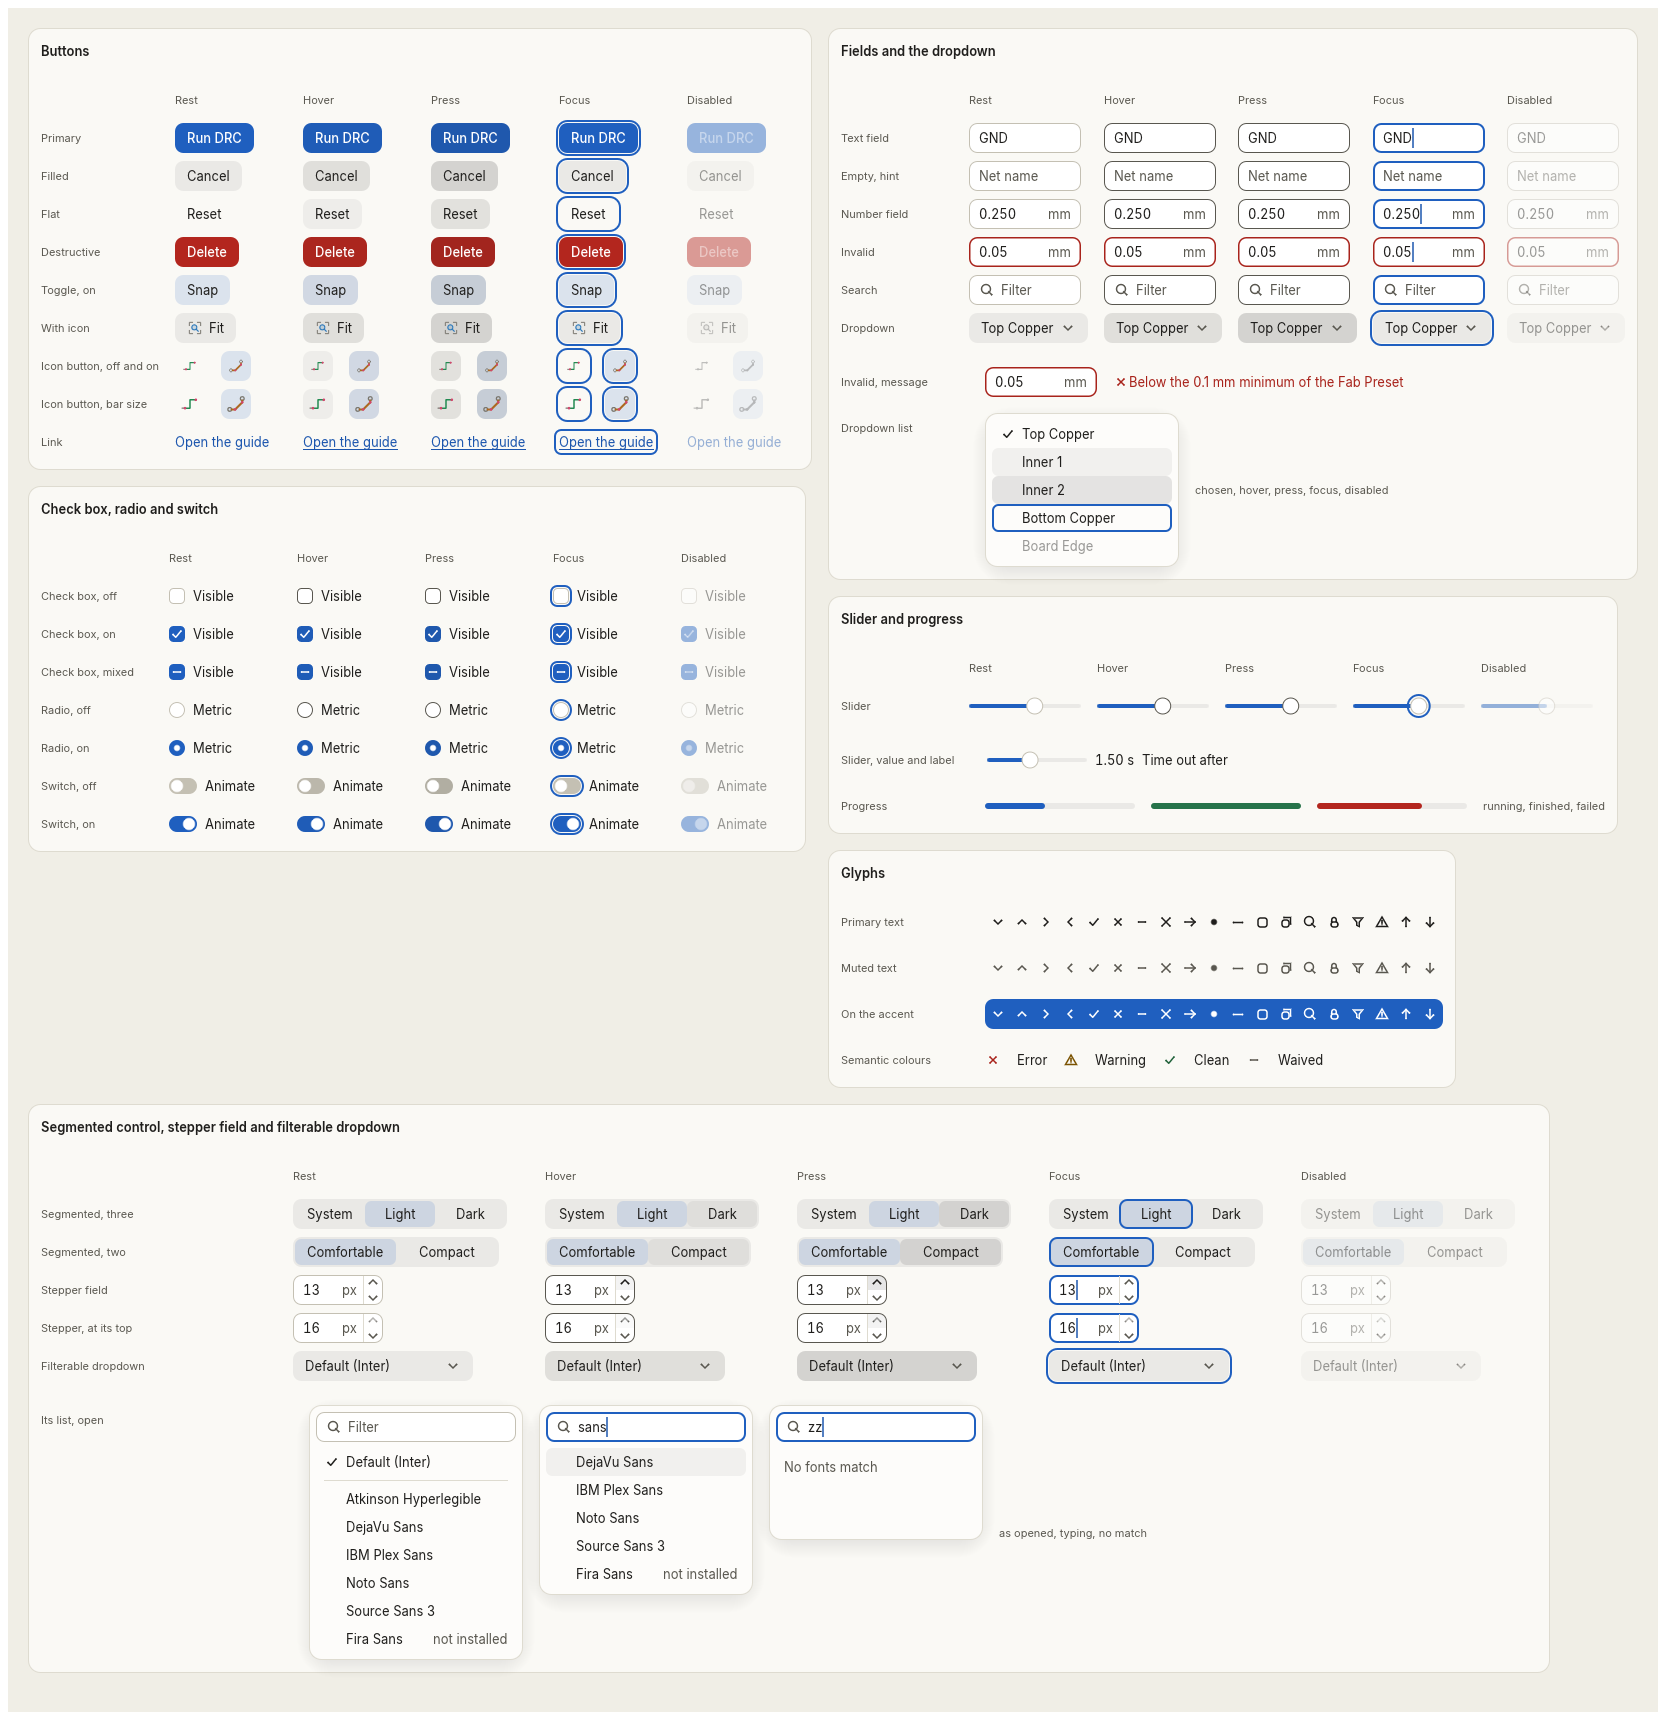 Buttons
Rest Hover Press Focus Disabled
Primary Run DRC Run DRC Run DRC Run DRC Run DRC
Filled Cancel Cancel Cancel Cancel Cancel
Flat Reset Reset Reset Reset Reset
Destructive Delete Delete Delete Delete Delete
Toggle, on Snap Snap Snap Snap Snap
With icon Fit Fit Fit Fit Fit
Icon button, off and on
Icon button, bar size
Link Open the guide Open the guide Open the guide Open the guide Open the guide
Check box, radio and switch
Rest Hover Press Focus Disabled
Check box, off Visible Visible Visible Visible Visible
Check box, on Visible Visible Visible Visible Visible
Check box, mixed Visible Visible Visible Visible Visible
Radio, off Metric Metric Metric Metric Metric
Radio, on Metric Metric Metric Metric Metric
Switch, off Animate Animate Animate Animate Animate
Switch, on Animate Animate Animate Animate Animate
Fields and the dropdown
Rest Hover Press Focus Disabled
Text field GND GND GND GND GND
Empty, hint Net name Net name Net name Net name Net name
Number field 0.250 mm 0.250 mm 0.250 mm 0.250 mm 0.250 mm
Invalid 0.05 mm 0.05 mm 0.05 mm 0.05 mm 0.05 mm
Search Filter Filter Filter Filter Filter
Dropdown Top Copper Top Copper Top Copper Top Copper Top Copper
Invalid, message 0.05 mm Below the 0.1 mm minimum of the Fab Preset
Dropdown list Top Copper
Inner 1
Inner 2 chosen, hover, press, focus, disabled
Bottom Copper
Board Edge
Slider and progress
Rest Hover Press Focus Disabled
Slider
Slider, value and label 1.50 s Time out after
Progress running, finished, failed
Glyphs
Primary text
Muted text
On the accent
Semantic colours Error Warning Clean Waived
Segmented control, stepper field and filterable dropdown
Rest Hover Press Focus Disabled
Segmented, three System Light Dark System Light Dark System Light Dark System Light Dark System Light Dark
Segmented, two Comfortable Compact Comfortable Compact Comfortable Compact Comfortable Compact Comfortable Compact
Stepper field 13 px 13 px 13 px 13 px 13 px
Stepper, at its top 16 px 16 px 16 px 16 px 16 px
Filterable dropdown Default (Inter) Default (Inter) Default (Inter) Default (Inter) Default (Inter)
Its list, open
Filter
Default (Inter)
Atkinson Hyperlegible
DejaVu Sans
IBM Plex Sans
Noto Sans
Source Sans 3
Fira Sans not installed
sans
DejaVu Sans
IBM Plex Sans
Noto Sans
Source Sans 3
Fira Sans not installed
zz
No fonts match
as opened, typing, no match